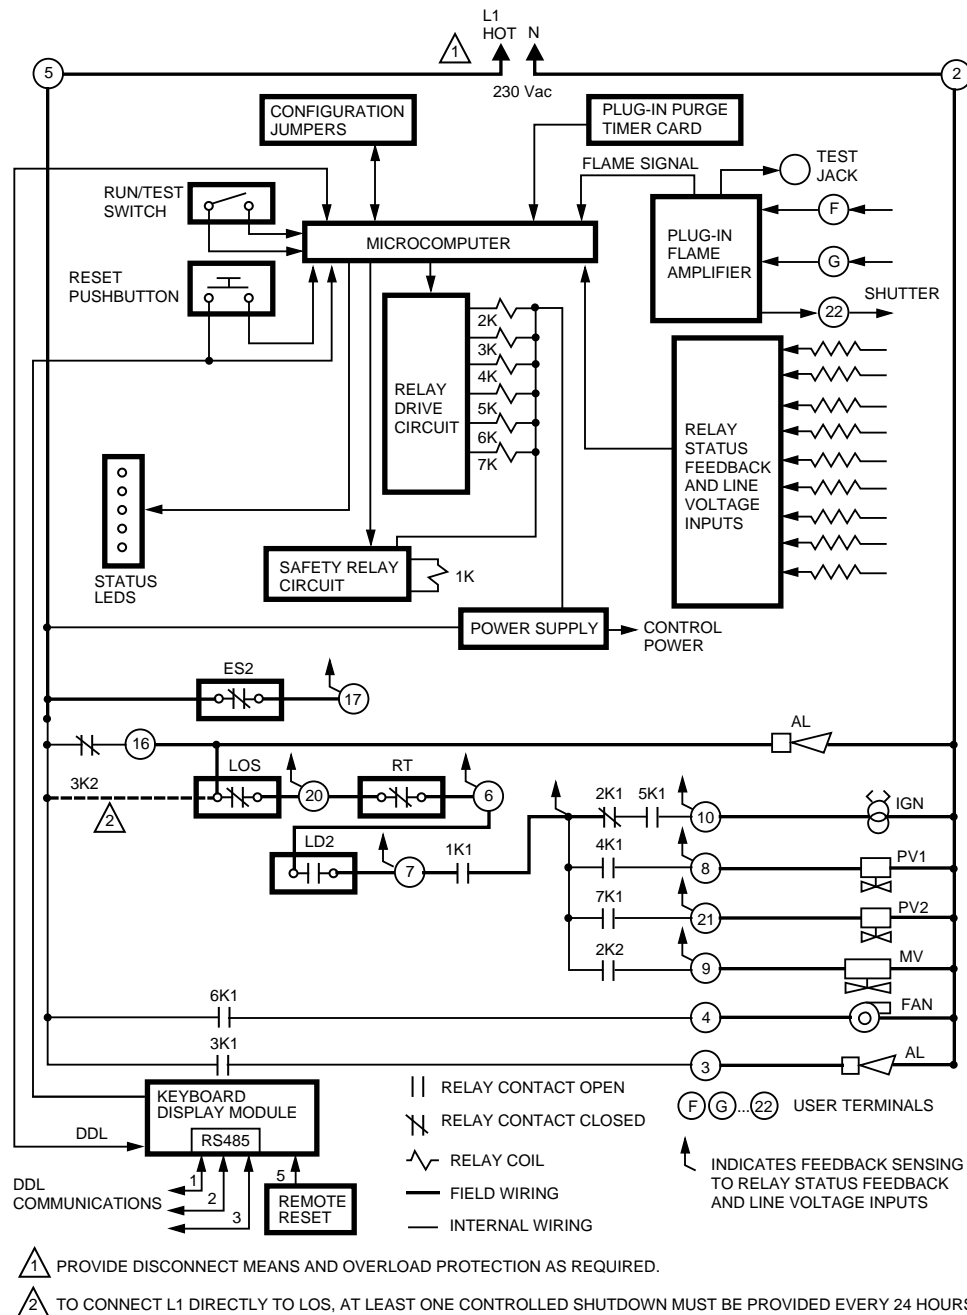 L1
HOT N
1
5
2
230 Vac
CONFIGURATION
JUMPERS
PLUG-IN PURGE
TIMER CARD
FLAME SIGNAL
TEST
JACK
RUN/TEST
SWITCH
MICROCOMPUTER
PLUG-IN
FLAME
AMPLIFIER
F
G
22
SHUTTER
RESET
PUSHBUTTON
RELAY
DRIVE
CIRCUIT
2K
3K
4K
5K
6K
7K
RELAY
STATUS
FEEDBACK
AND LINE
VOLTAGE
INPUTS
STATUS
LEDS
SAFETY RELAY
CIRCUIT
1K
POWER SUPPLY
CONTROL
POWER
ES2
17
16
AL
3K2
2
LOS
20
RT
6
LD2
7
1K1
2K1
5K1
10
IGN
4K1
8
PV1
7K1
21
PV2
2K2
9
MV
6K1
4
FAN
3K1
3
AL
KEYBOARD
DISPLAY MODULE
RS485
DDL
DDL
COMMUNICATIONS
1
2
3
5
REMOTE
RESET
RELAY CONTACT OPEN
RELAY CONTACT CLOSED
RELAY COIL
FIELD WIRING
INTERNAL WIRING
F G ... 22 USER TERMINALS
INDICATES FEEDBACK SENSING
TO RELAY STATUS FEEDBACK
AND LINE VOLTAGE INPUTS
1 PROVIDE DISCONNECT MEANS AND OVERLOAD PROTECTION AS REQUIRED.
2 TO CONNECT L1 DIRECTLY TO LOS, AT LEAST ONE CONTROLLED SHUTDOWN MUST BE PROVIDED EVERY 24 HOURS